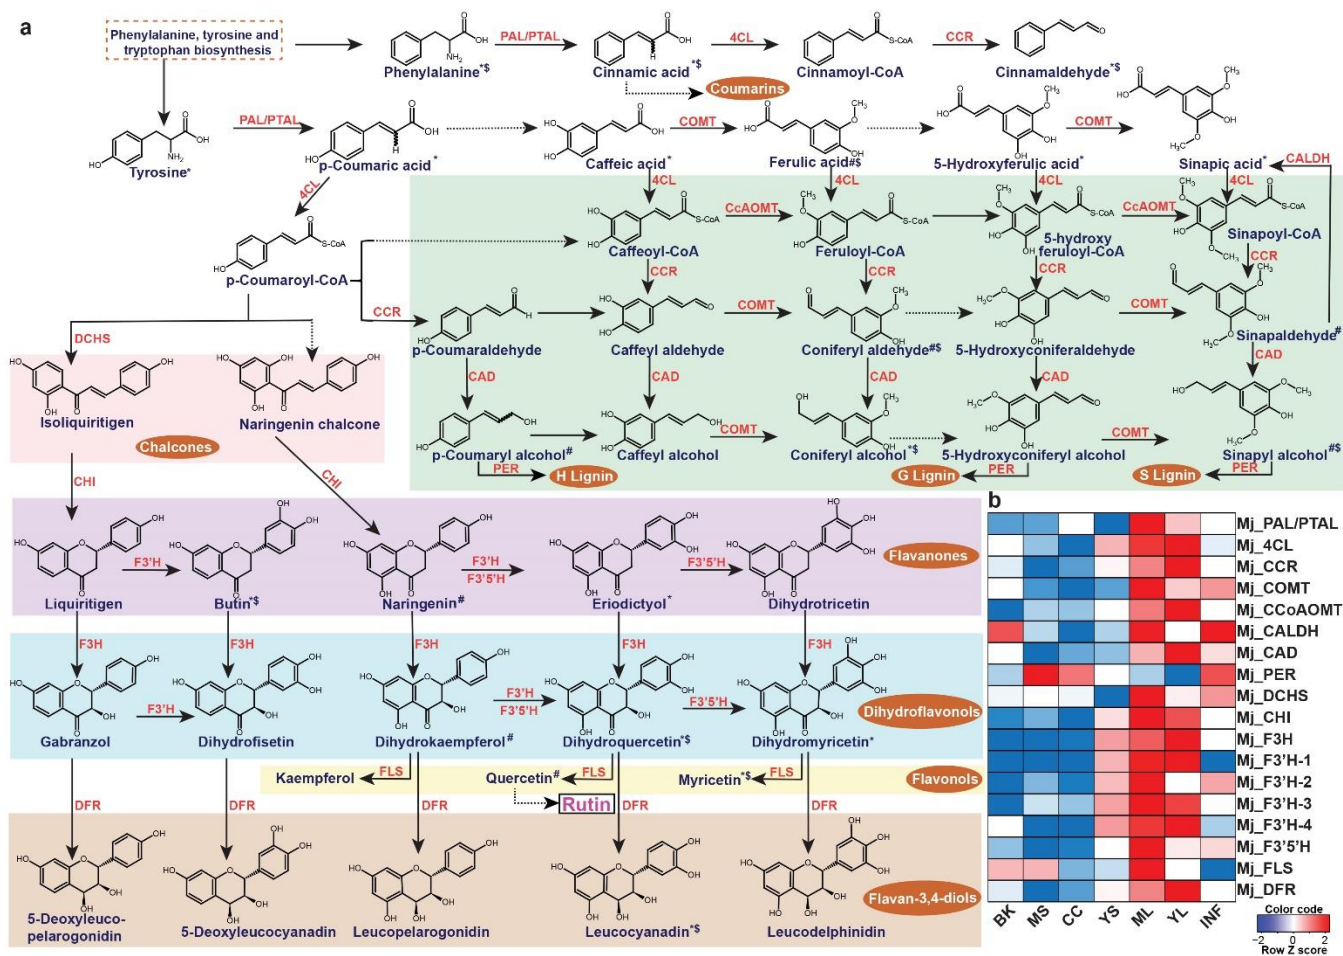 a
Phenylalanine, tyrosine and
tryptophan biosynthesis
Phenylalanine*$
PAL/PTAL
Cinnamic acid*$
4CL
Cinnamoyl-CoA
CCR
Cinnamaldehyde*$
Coumarins
Tyrosine*
PAL/PTAL
p-Coumaric acid*
Caffeic acid*
COMT
Ferulic acid#$
5-Hydroxyferulic acid*
COMT
Sinapic acid*
CALDH
4CL
4CL
4CL
4CL
4CL
p-Coumaroyl-CoA
Caffeoyl-CoA
CcAOMT
Feruloyl-CoA
5-hydroxy
feruloyl-CoA
CcAOMT
Sinapoyl-CoA
CCR
CCR
CCR
CCR
CCR
p-Coumaraldehyde
Caffeyl aldehyde
COMT
Coniferyl aldehyde#$
5-Hydroxyconiferaldehyde
COMT
Sinapaldehyde#
CAD
CAD
CAD
CAD
CAD
p-Coumaryl alcohol#
Caffeyl alcohol
COMT
Coniferyl alcohol*$
5-Hydroxyconiferyl alcohol
COMT
Sinapyl alcohol#$
PER
H Lignin
G Lignin
PER
S Lignin
PER
DCHS
Isoliquiritigen
Naringenin chalcone
Chalcones
CHI
CHI
Liquiritigen
F3'H
Butin*$
Naringenin#
F3'H
F3'5'H
Eriodictyol*
F3'5'H
Dihydrotricetin
Flavanones
F3H
F3H
F3H
F3H
F3H
Gabranzol
F3'H
Dihydrofisetin
Dihydrokaempferol#
F3'H
F3'5'H
Dihydroquercetin*$
F3'5'H
Dihydromyricetin*
Dihydroflavonols
Kaempferol
FLS
Quercetin#
FLS
Myricetin*$
FLS
Flavonols
Rutin
DFR
DFR
DFR
DFR
DFR
5-Deoxyleuco-
pelarogonidin
5-Deoxyleucocyanadin
Leucopelarogonidin
Leucocyanadin*$
Leucodelphinidin
Flavan-3,4-diols
b
Mj_PAL/PTAL
Mj_4CL
Mj_CCR
Mj_COMT
Mj_CCoAOMT
Mj_CALDH
Mj_CAD
Mj_PER
Mj_DCHS
Mj_CHI
Mj_F3H
Mj_F3'H-1
Mj_F3'H-2
Mj_F3'H-3
Mj_F3'H-4
Mj_F3'5'H
Mj_FLS
Mj_DFR
BK MS CC YS ML YL INF
Color code
−2 0 2
Row Z score